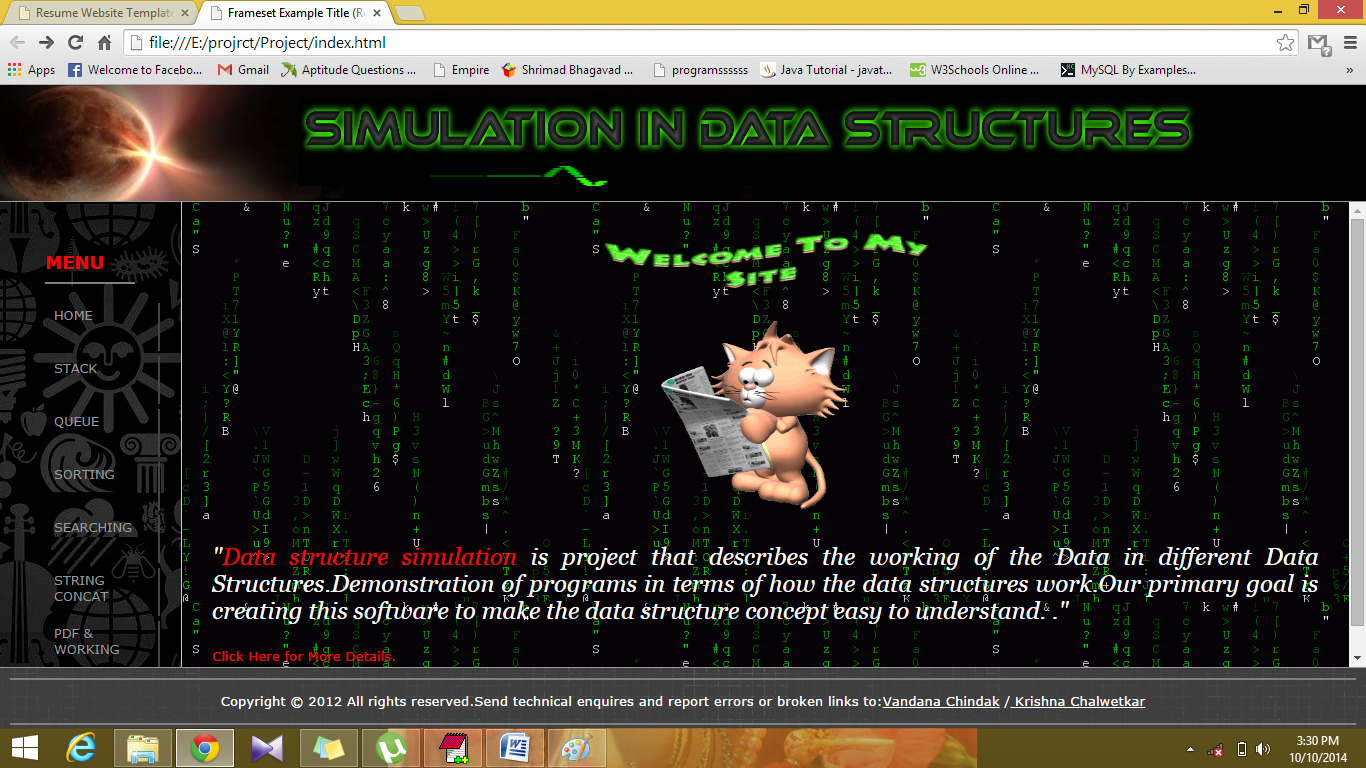 Resume Website Template
Frameset Example Title (R
file:///E:/projrct/Project/index.html
Apps
Welcome to Facebo...
Gmail
Aptitude Questions ...
Empire
Shrimad Bhagavad ...
programssssss
Java Tutorial - javat...
W3Schools Online ...
MySQL By Examples...
»
SIMULATION IN DATA STRUCTURES
MENU
HOME
STACK
QUEUE
SORTING
SEARCHING
STRING
CONCAT
PDF &
WORKING
Welcome To My
Site
"Data structure simulation is project that describes the working of the Data in different Data
Structures.Demonstration of programs in terms of how the data structures work.Our primary goal is
creating this software to make the data structure concept easy to understand. ."
Click Here for More Details.
Copyright © 2012 All rights reserved.Send technical enquires and report errors or broken links to:Vandana Chindak / Krishna Chalwetkar
3:30 PM
10/10/2014